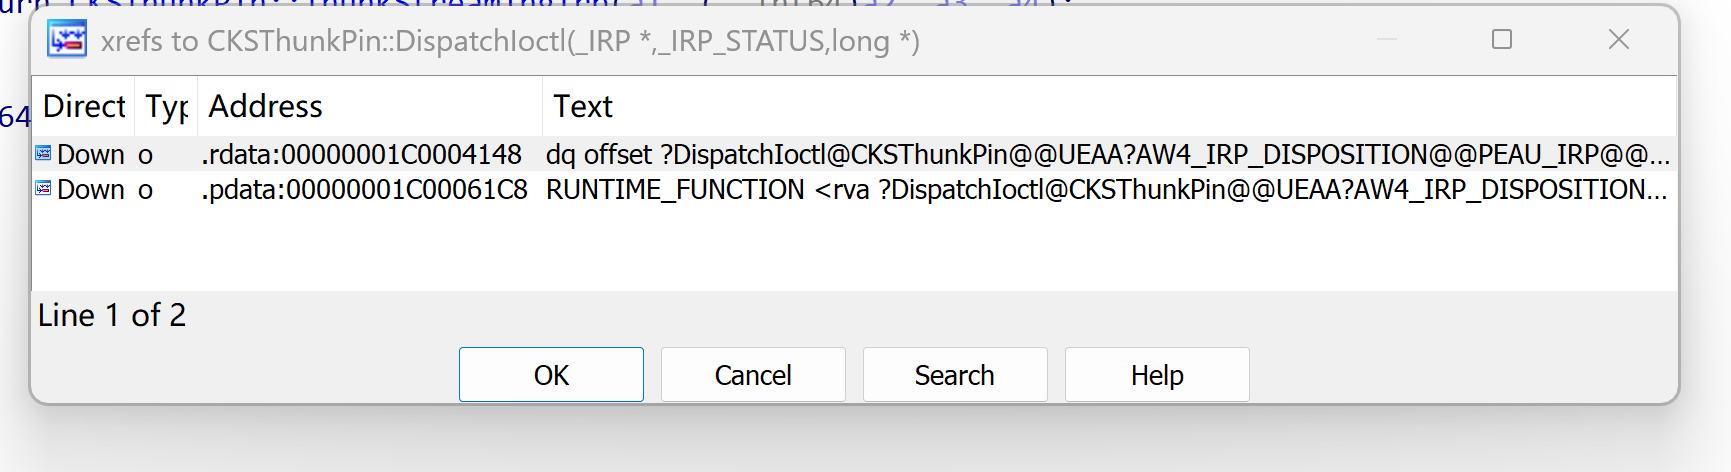 xrefs to CKSThunkPin::DispatchIoctl(_IRP *,_IRP_STATUS,long *)
64
Direct Typ Address Text
Down o .rdata:00000001C0004148 dq offset ?DispatchIoctl@CKSThunkPin@@UEAA?AW4_IRP_DISPOSITION@@PEAU_IRP@@...
Down o .pdata:00000001C00061C8 RUNTIME_FUNCTION <rva ?DispatchIoctl@CKSThunkPin@@UEAA?AW4_IRP_DISPOSITION...
Line 1 of 2
OK Cancel Search Help